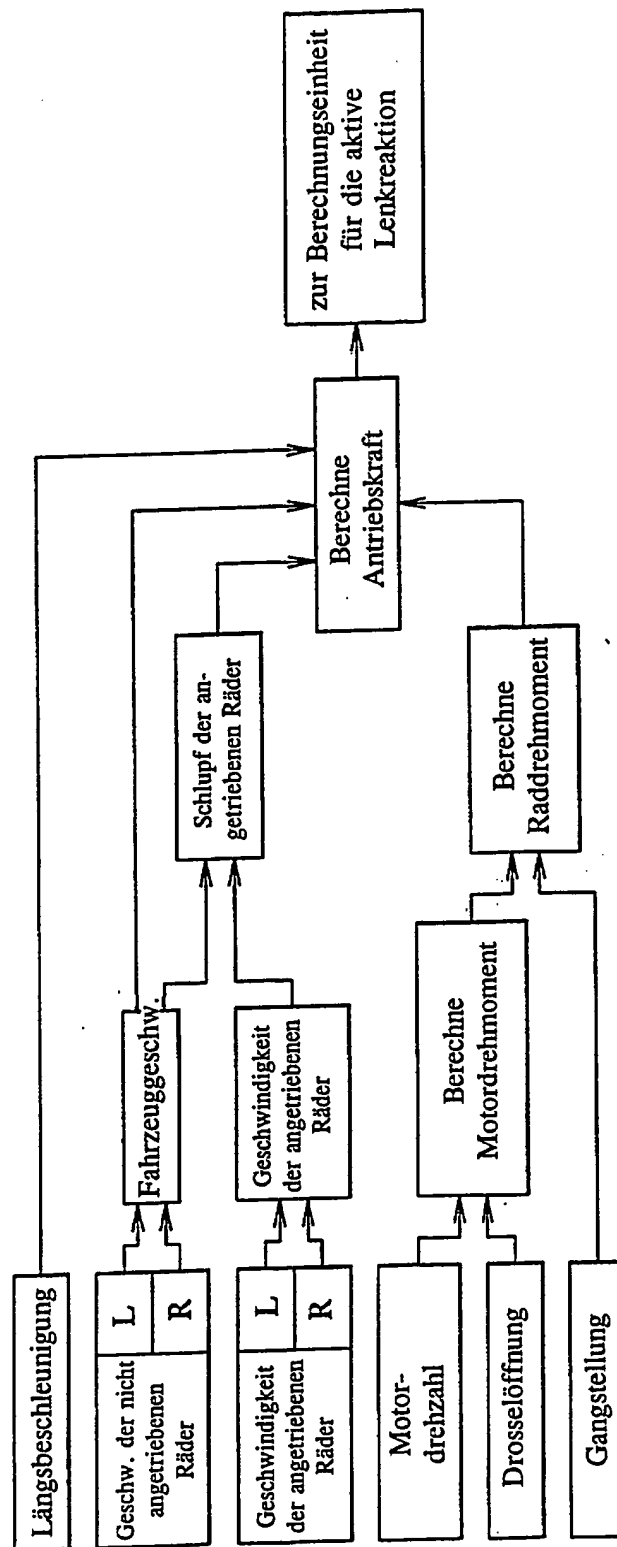 Längsbeschleunigung
Geschw. der nicht
angetriebenen
Räder
L
R
Geschwindigkeit
der angetriebenen
Räder
L
R
Motor-
drehzahl
Drosselöffnung
Gangstellung
Fahrzeuggeschw.
Geschwindigkeit
der angetriebenen
Räder
Berechne
Motordrehmoment
Schlupf der an-
getriebenen Räder
Berechne
Raddrehmoment
Berechne
Antriebskraft
zur Berechnungseinheit
für die aktive
Lenkreaktion